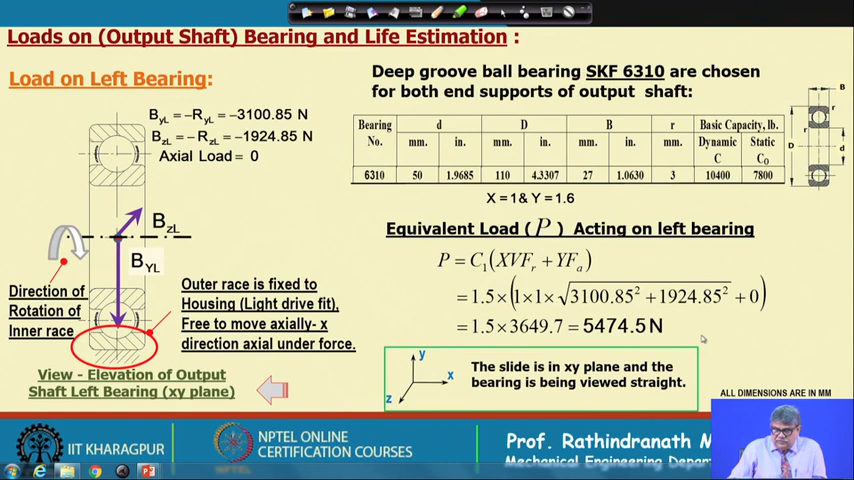 Loads on (Output Shaft) Bearing and Life Estimation :
Load on Left Bearing:
ByL = –RyL = –3100.85 N
BzL = – RzL = –1924.85 N
Axial Load = 0
BzL
BYL
Direction of
Rotation of
Inner race
Outer race is fixed to
Housing (Light drive fit),
Free to move axially- x
direction axial under force.
View - Elevation of Output
Shaft Left Bearing (xy plane)
Deep groove ball bearing SKF 6310 are chosen
for both end supports of output shaft:
Bearing No. d D B r Basic Capacity, lb.
mm. in. mm. in. mm. in. mm. Dynamic C Static C0
6310 50 1.9685 110 4.3307 27 1.0630 3 10400 7800
B
r
r
D
d
X = 1 & Y = 1.6
Equivalent Load ( P ) Acting on left bearing
P = C1(XVFr + YFa)
= 1.5 × (1×1×√3100.85² + 1924.85² + 0)
= 1.5 × 3649.7 = 5474.5 N
y
x
z
The slide is in xy plane and the
bearing is being viewed straight.
ALL DIMENSIONS ARE IN MM
IIT KHARAGPUR
NPTEL ONLINE
CERTIFICATION COURSES
NPTEL
Prof. Rathindranath M
Mechanical Engineering Depar